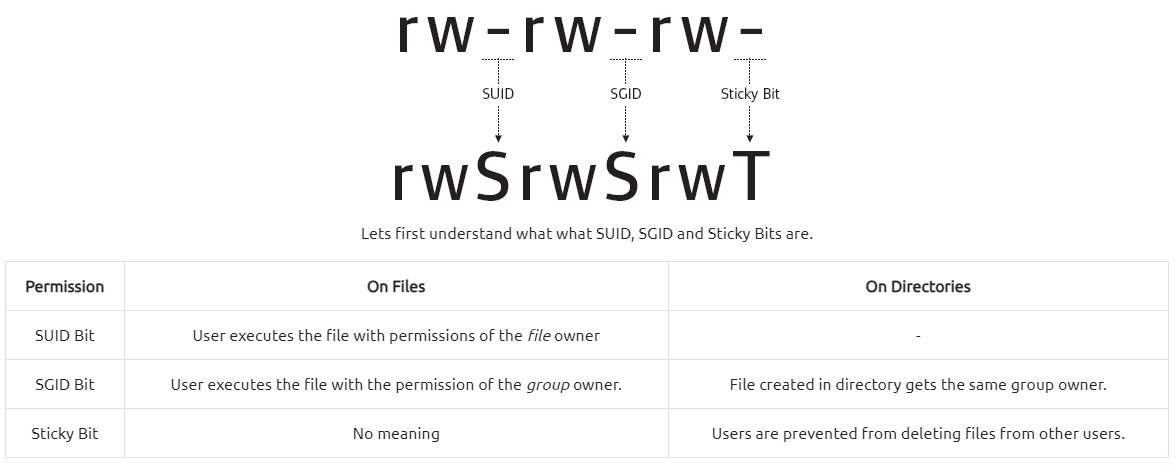 rw-rw-rw-
SUID SGID Sticky Bit
rwSrwSrwT
Lets first understand what what SUID, SGID and Sticky Bits are.
Permission On Files On Directories
SUID Bit User executes the file with permissions of the file owner -
SGID Bit User executes the file with the permission of the group owner. File created in directory gets the same group owner.
Sticky Bit No meaning Users are prevented from deleting files from other users.